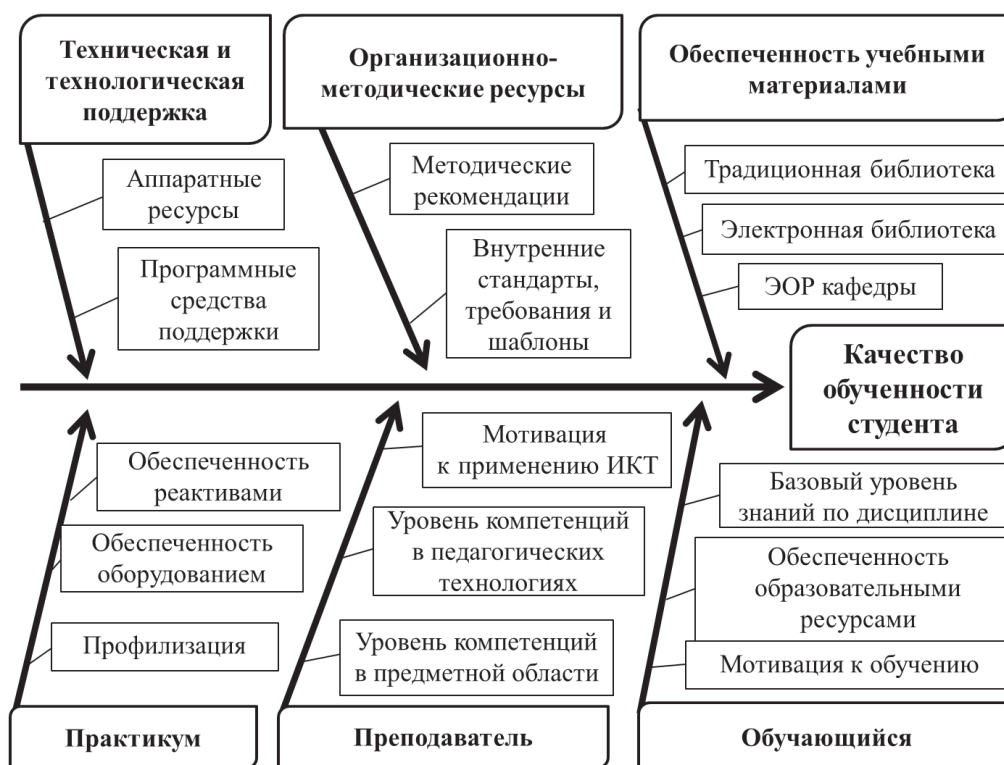 Техническая и
технологическая
поддержка
Организационно-
методические ресурсы
Обеспеченность учебными
материалами
Аппаратные
ресурсы
Программные
средства
поддержки
Методические
рекомендации
Внутренние
стандарты,
требования и
шаблоны
Традиционная библиотека
Электронная библиотека
ЭОР кафедры
Качество
обученности
студента
Обеспеченность
реактивами
Обеспеченность
оборудованием
Профилизация
Мотивация
к применению ИКТ
Уровень компетенций
в педагогических
технологиях
Уровень компетенций
в предметной области
Базовый уровень
знаний по дисциплине
Обеспеченность
образовательными
ресурсами
Мотивация к обучению
Практикум
Преподаватель
Обучающийся